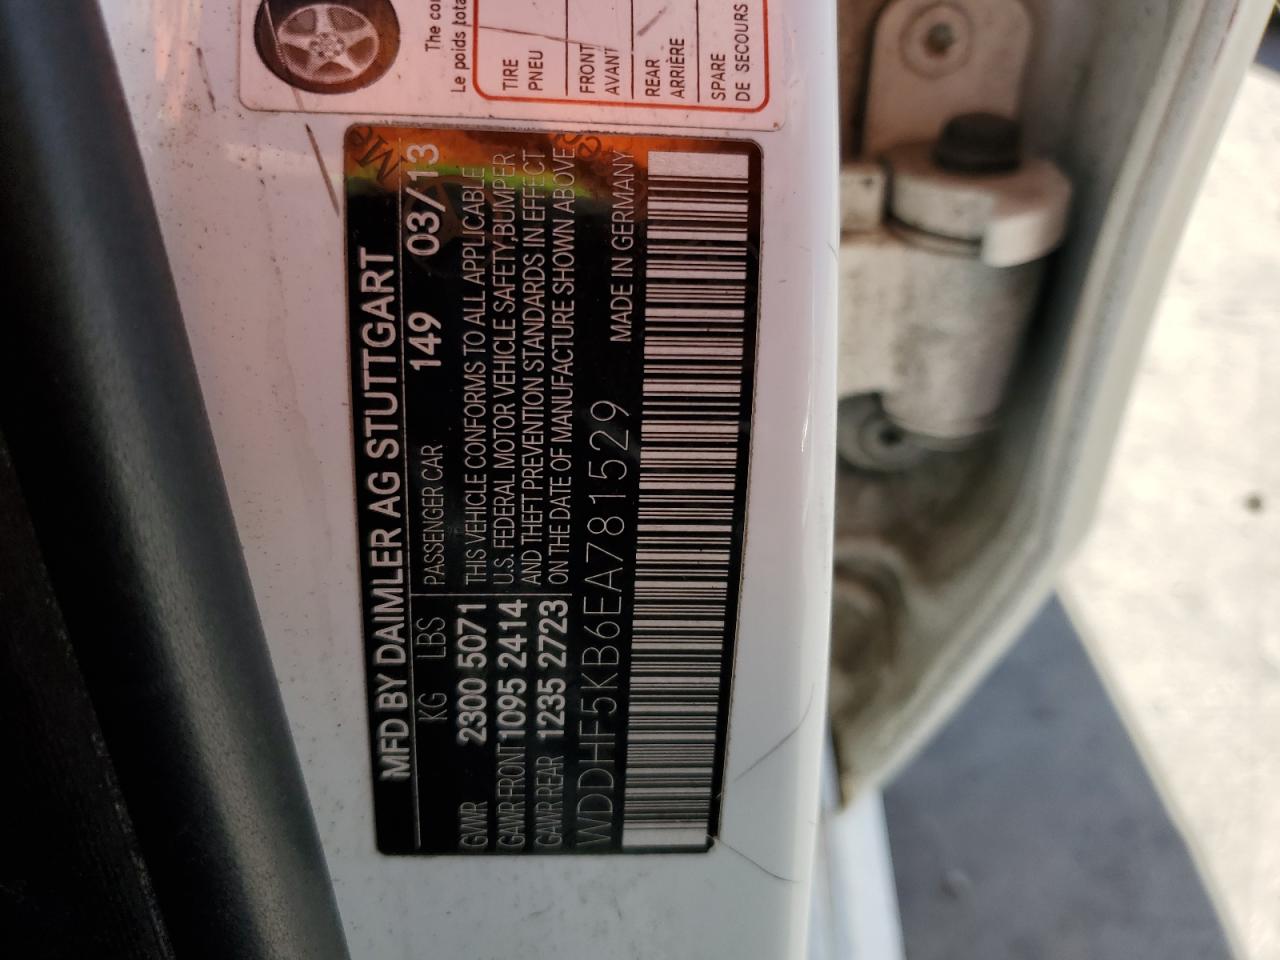 The co
Le poids tota
TIRE
PNEU
FRONT
AVANT
REAR
ARRIÈRE
SPARE
DE SECOURS
MFD BY DAIMLER AG STUTTGART
149 03/13
KG LBS PASSENGER CAR
GVWR 2300 5071 THIS VEHICLE CONFORMS TO ALL APPLICABLE
GAWR FRONT 1095 2414 U.S. FEDERAL MOTOR VEHICLE SAFETY,BUMPER
GAWR REAR 1235 2723 AND THEFT PREVENTION STANDARDS IN EFFECT
ON THE DATE OF MANUFACTURE SHOWN ABOVE
WDDHF5KB6EA781529 MADE IN GERMANY